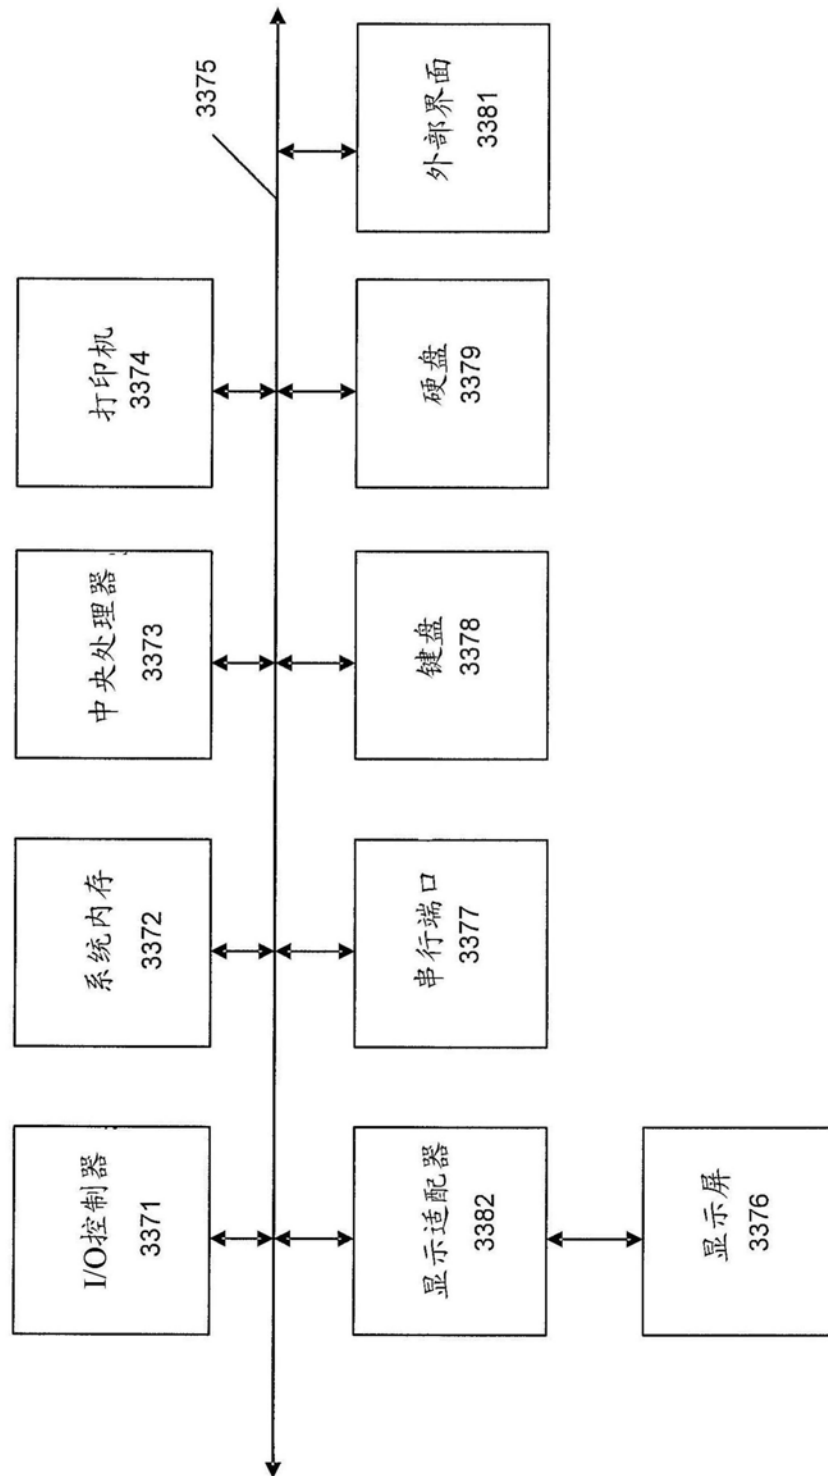 I/O控制器
3371
系统内存
3372
中央处理器
3373
打印机
3374
3375
显示适配器
3382
串行端口
3377
键盘
3378
硬盘
3379
外部界面
3381
显示屏
3376